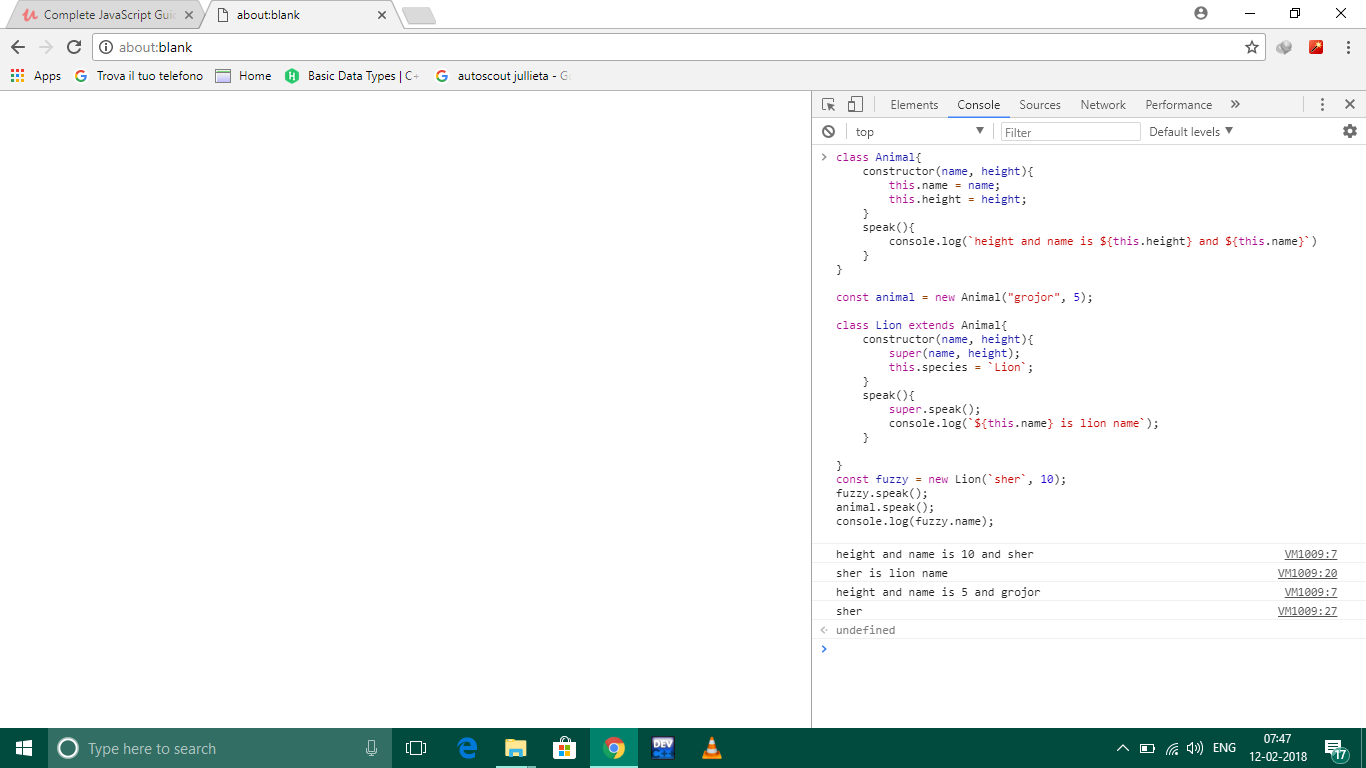 Complete JavaScript Gui
about:blank
about:blank
Apps
Trova il tuo telefono
Home
Basic Data Types | C+
autoscout jullieta - G
Elements
Console
Sources
Network
Performance
»
top
Filter
Default levels
class Animal{
constructor(name, height){
this.name = name;
this.height = height;
}
speak(){
console.log(`height and name is ${this.height} and ${this.name}`)
}
}
const animal = new Animal("grojor", 5);
class Lion extends Animal{
constructor(name, height){
super(name, height);
this.species = `Lion`;
}
speak(){
super.speak();
console.log(`${this.name} is lion name`);
}
}
const fuzzy = new Lion(`sher`, 10);
fuzzy.speak();
animal.speak();
console.log(fuzzy.name);
height and name is 10 and sher VM1009:7
sher is lion name VM1009:20
height and name is 5 and grojor VM1009:7
sher VM1009:27
undefined
Type here to search
DEV
ENG
07:47
12-02-2018
17